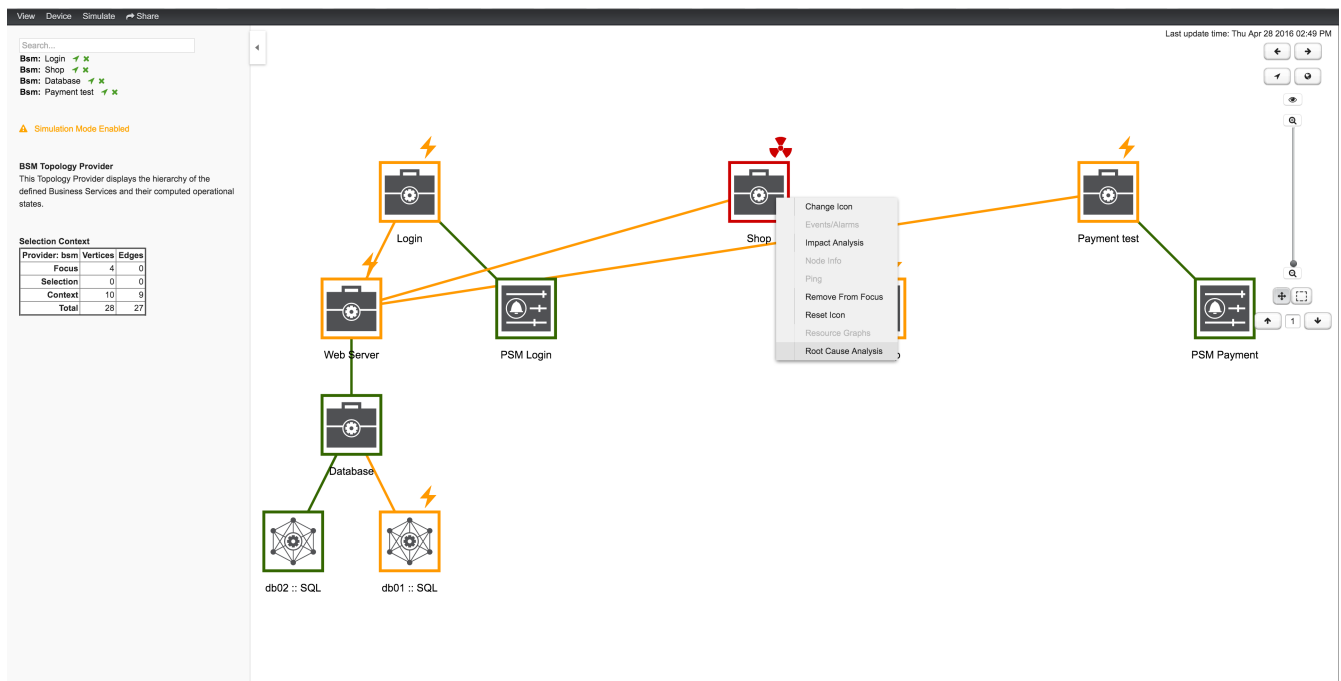 View Device Simulate Share
Last update time: Thu Apr 28 2016 02:49 PM
Search...
Bsm: Login
Bsm: Shop
Bsm: Database
Bsm: Payment test
Simulation Mode Enabled
BSM Topology Provider
This Topology Provider displays the hierarchy of the
defined Business Services and their computed operational
states.
Selection Context
Provider: bsm Vertices Edges
Focus 4 0
Selection 0 0
Context 10 9
Total 28 27
Login
Shop
Payment test
Change Icon
Events/Alarms
Impact Analysis
Node Info
Ping
Remove From Focus
Reset Icon
Resource Graphs
Root Cause Analysis
1
Web Server
PSM Login
PSM Payment
Database
db02 :: SQL
db01 :: SQL